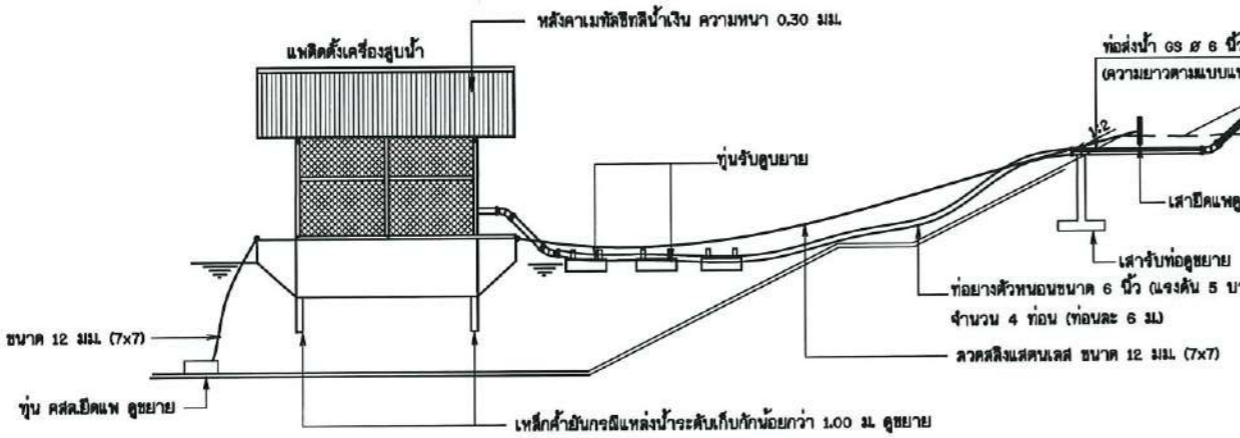 หลังคาเมทัลชีทสีน้ำเงิน ความหนา 0.30 มม.
แพติดตั้งเครื่องสูบน้ำ
ท่อส่งน้ำ GS Ø 6 นิ้ว
(ความยาวตามแบบแ
1:2
ทุ่นรับดูบยาย
เสายึดแพดู
เสารับท่อดูขยาย
ท่อยางตัวหนอนขนาด 6 นิ้ว (แรงดัน 5 บา
จำนวน 4 ท่อน (ท่อนละ 6 ม.)
ขนาด 12 มม. (7x7)
ลวดสลิงแสตนเลส ขนาด 12 มม. (7x7)
ทุ่น คสล.ยึดแพ ดูขยาย
เหล็กค้ำยันกรณีแหล่งน้ำระดับเก็บกักน้อยกว่า 1.00 ม. ดูขยาย